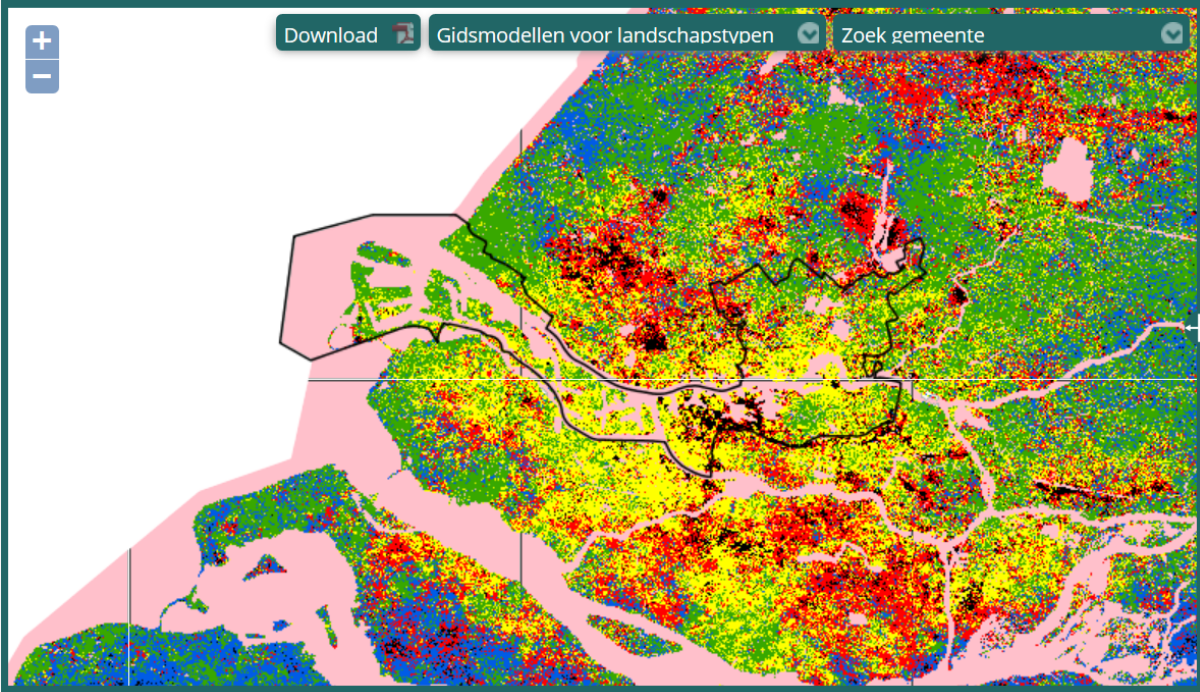 +
Download
Gidsmodellen voor landschapstypen
Zoek gemeente
−